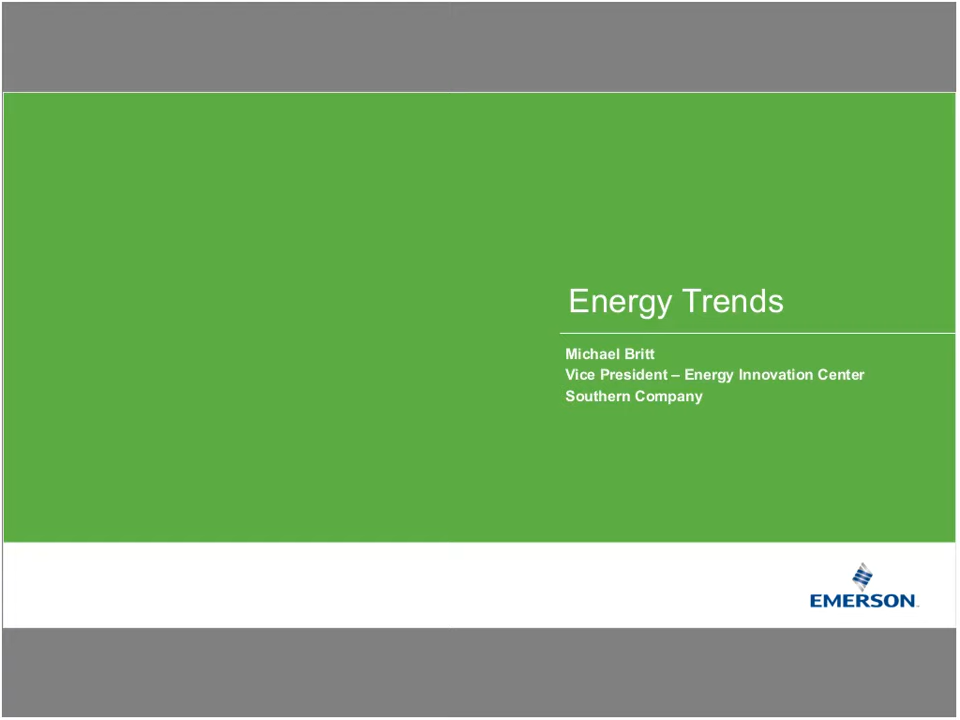 Energy Trends
Michael Britt
Vice President – Energy Innovation Center
Southern Company
EMERSON